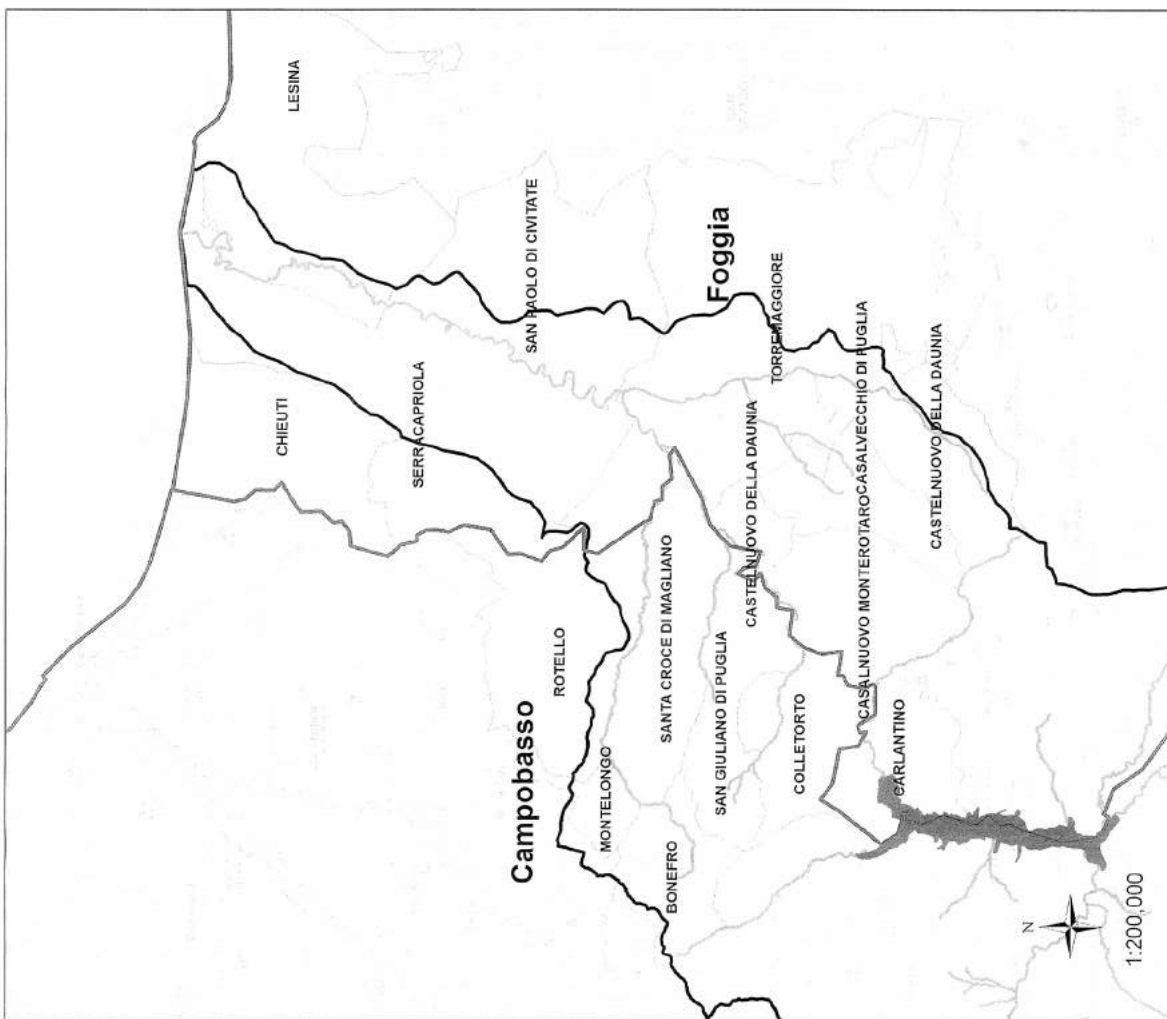 LESINA
CHIEUTI
SERRACAPRIOLA
SAN PAOLO DI CIVITATE
Foggia
TORREMAGGIORE
Campobasso
ROTELLO
MONTELONGO
SANTA CROCE DI MAGLIANO
BONEFRO
SAN GIULIANO DI PUGLIA
CASTELNUOVO DELLA DAUNIA
COLLETORTO
CASALNUOVO MONTEROTARO
CASALVECCHIO DI PUGLIA
CARLANTINO
CASTELNUOVO DELLA DAUNIA
N
1:200,000